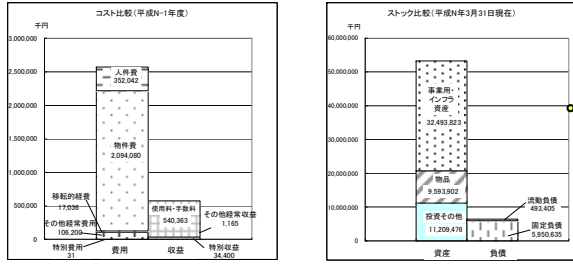 コスト比較(平成N-1年度)
千円
3,000,000
2,500,000
2,000,000
1,500,000
1,000,000
500,000
0
人件費
352,042
物件費
2,094,080
移転的経費
17,036
その他経常費用
106,200
特別費用
31
使用料・手数料
540,363
その他経常収益
1,165
特別収益
34,400
費用
収益
ストック比較(平成N年3月31日現在)
千円
60,000,000
50,000,000
40,000,000
30,000,000
20,000,000
10,000,000
0
事業用・
インフラ
資産
32,493,823
物品
9,593,902
投資その他
11,209,476
流動負債
493,405
固定負債
5,950,635
資産
負債